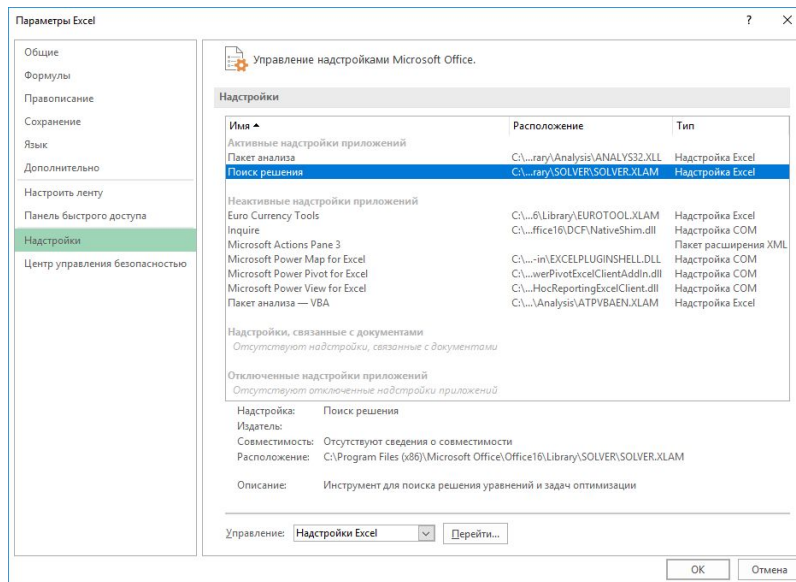 Параметры Excel
?
Общие
Формулы
Правописание
Сохранение
Язык
Дополнительно
Настроить ленту
Панель быстрого доступа
Надстройки
Центр управления безопасностью
Управление надстройками Microsoft Office.
Надстройки
Имя Расположение Тип
Активные надстройки приложений
Пакет анализа C:\...rary\Analysis\ANALYS32.XLL Надстройка Excel
Поиск решения C:\...rary\SOLVER\SOLVER.XLAM Надстройка Excel
Неактивные надстройки приложений
Euro Currency Tools C:\...6\Library\EUROTOOL.XLAM Надстройка Excel
Inquire C:\...ffice16\DCF\NativeShim.dll Надстройка COM
Microsoft Actions Pane 3 Пакет расширения XML
Microsoft Power Map for Excel C:\...-in\EXCELPLUGINSHELL.DLL Надстройка COM
Microsoft Power Pivot for Excel C:\...werPivotExcelClientAddIn.dll Надстройка COM
Microsoft Power View for Excel C:\...HocReportingExcelClient.dll Надстройка COM
Пакет анализа — VBA C:\...\Analysis\ATPVBAEN.XLAM Надстройка Excel
Надстройки, связанные с документами
Отсутствуют надстройки, связанные с документами
Отключенные надстройки приложений
Отсутствуют отключенные надстройки приложений
Надстройка: Поиск решения
Издатель:
Совместимость: Отсутствуют сведения о совместимости
Расположение: C:\Program Files (x86)\Microsoft Office\Office16\Library\SOLVER\SOLVER.XLAM
Описание: Инструмент для поиска решения уравнений и задач оптимизации
Управление: Надстройки Excel Перейти...
ОК Отмена